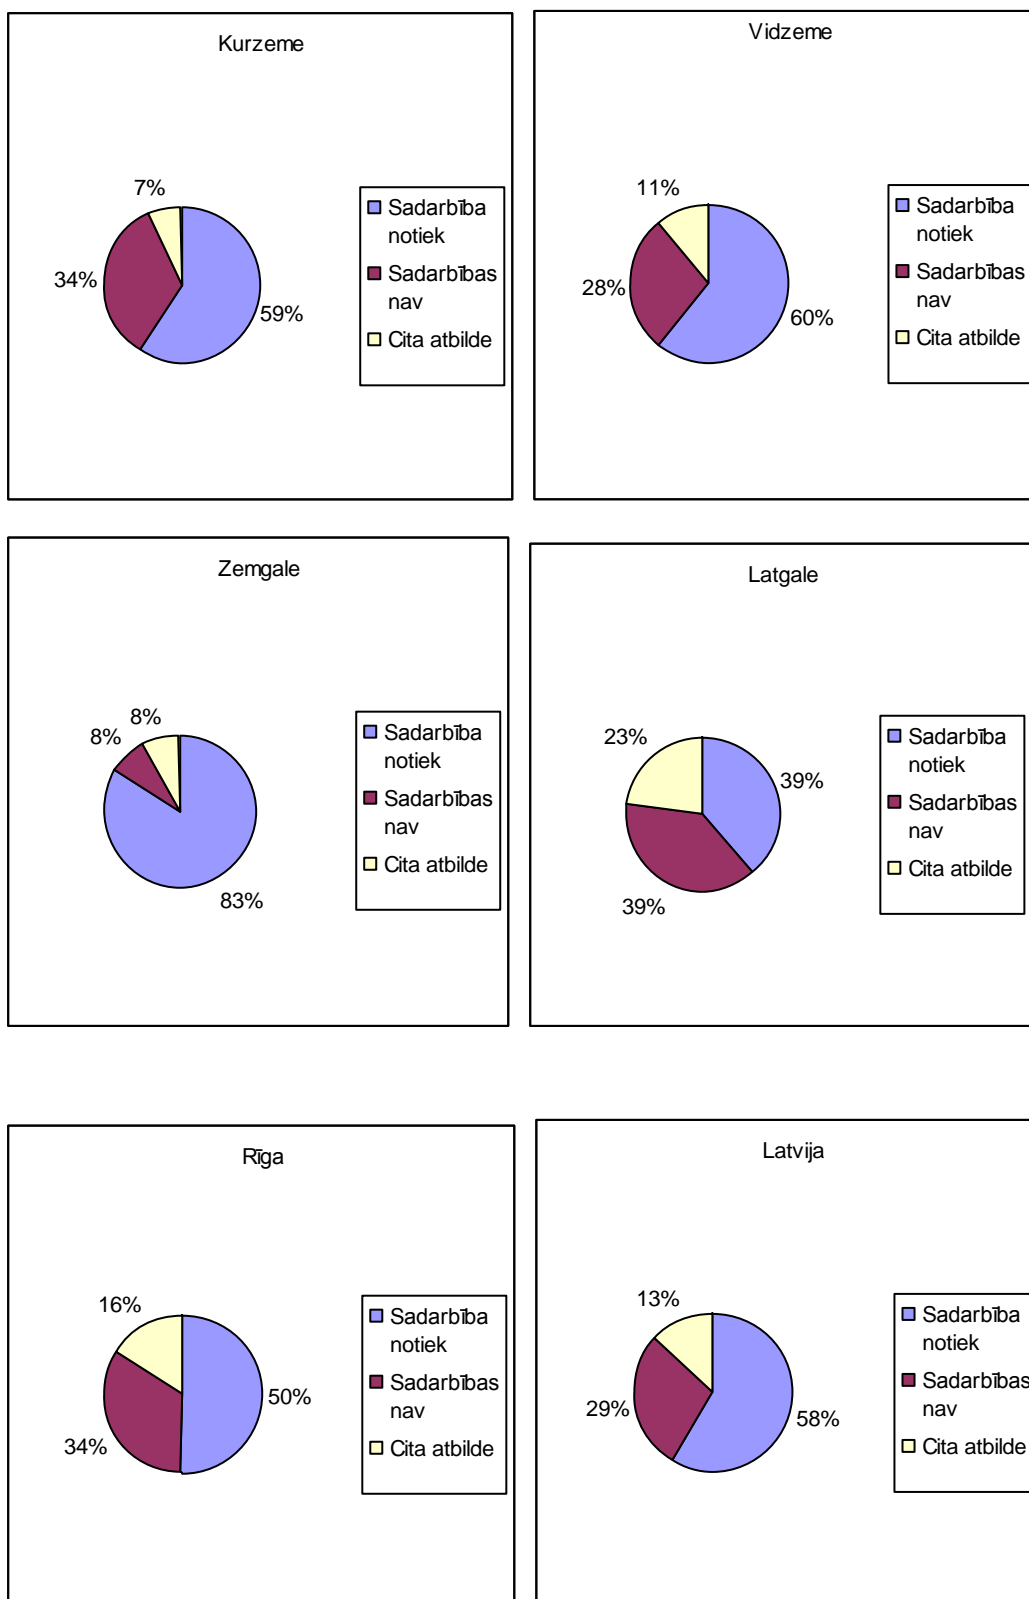 Kurzeme
7%
34%
59%
Sadarbība
notiek
Sadarbības
nav
Cita atbilde
Vidzeme
11%
28%
60%
Sadarbība
notiek
Sadarbības
nav
Cita atbilde
Zemgale
8%
8%
83%
Sadarbība
notiek
Sadarbības
nav
Cita atbilde
Latgale
23%
39%
39%
Sadarbība
notiek
Sadarbības
nav
Cita atbilde
Rīga
16%
50%
34%
Sadarbība
notiek
Sadarbības
nav
Cita atbilde
Latvija
13%
29%
58%
Sadarbība
notiek
Sadarbības
nav
Cita atbilde